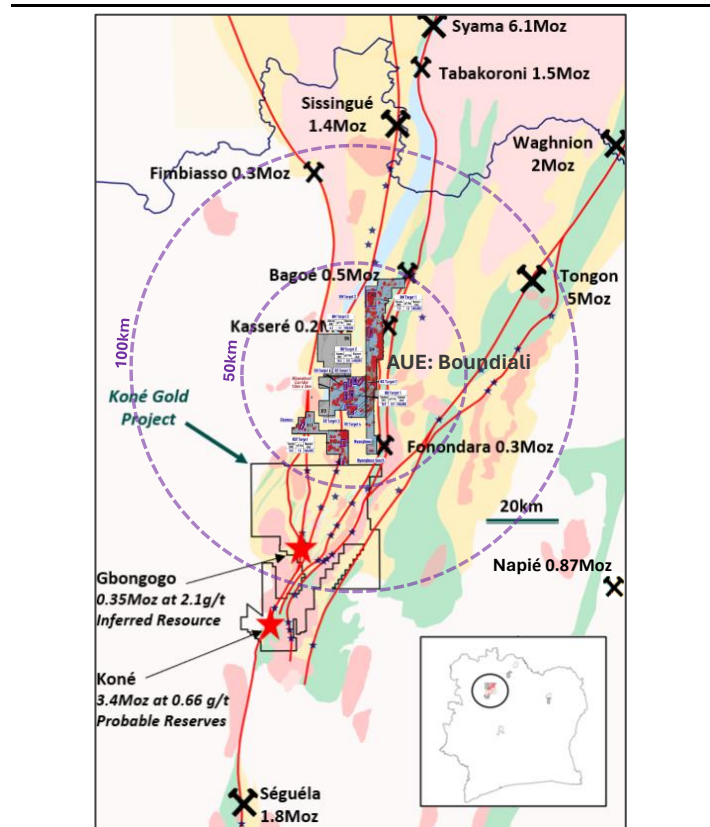 Syama 6.1Moz
Tabakoroni 1.5Moz
Sissingué
1.4Moz
Waghnion
2Moz
Fimbiasso 0.3Moz
Bagoé 0.5Moz
Tongon
5Moz
Kasseré 0.2M
100km
50km
AUE: Boundiali
Koné Gold
Project
Fonondara 0.3Moz
20km
Napié 0.87Moz
Gbongogo
0.35Moz at 2.1g/t
Inferred Resource
Koné
3.4Moz at 0.66 g/t
Probable Reserves
Séguéla
1.8Moz